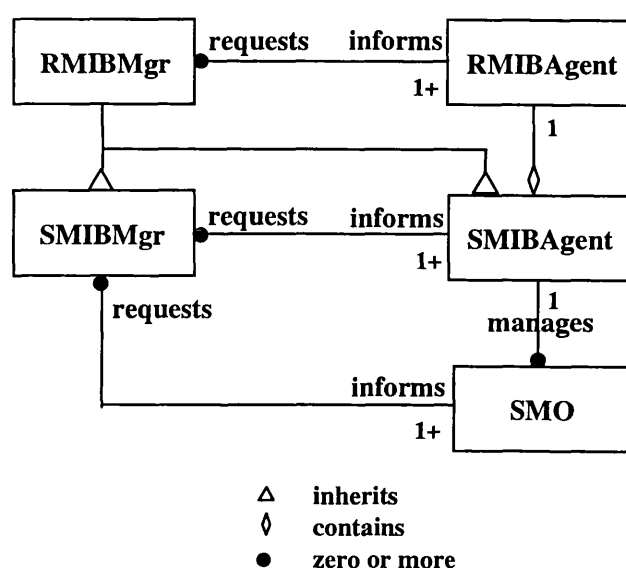 requests informs
RMIBMgr RMIBAgent
1+ 1
requests informs
SMIBMgr SMIBAgent
1+ 1
requests manages
informs
SMO
1+
inherits
contains
zero or more